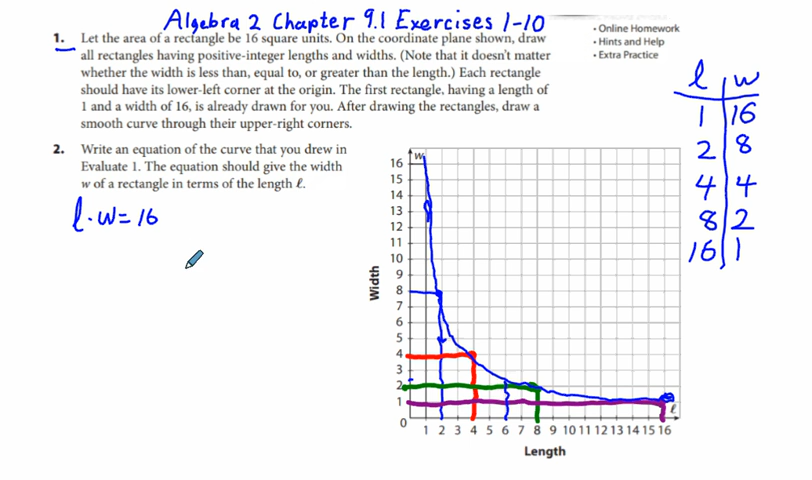 Algebra 2 Chapter 9.1 Exercises 1-10
1. Let the area of a rectangle be 16 square units. On the coordinate plane shown, draw
all rectangles having positive-integer lengths and widths. (Note that it doesn't matter
whether the width is less than, equal to, or greater than the length.) Each rectangle
should have its lower-left corner at the origin. The first rectangle, having a length of
1 and a width of 16, is already drawn for you. After drawing the rectangles, draw a
smooth curve through their upper-right corners.
• Online Homework
• Hints and Help
• Extra Practice
2. Write an equation of the curve that you drew in
Evaluate 1. The equation should give the width
w of a rectangle in terms of the length ℓ.
l · w = 16
l w
1 16
2 8
4 4
8 2
16 1
w
16
15
14
13
12
11
10
9
8
7
6
5
4
3
2
1
0
Width
1 2 3 4 5 6 7 8 9 10 11 12 13 14 15 16
ℓ
Length